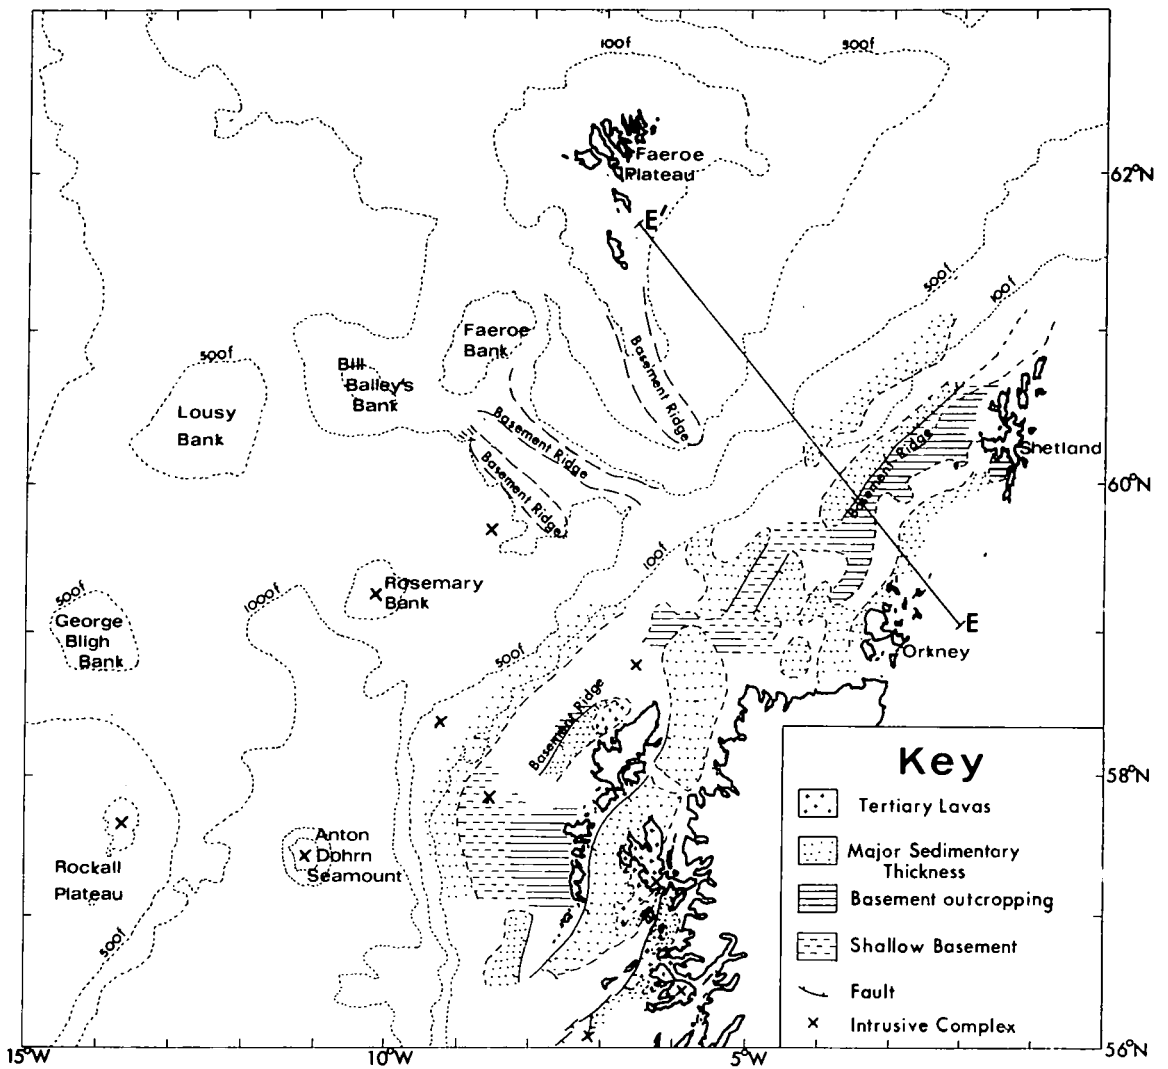 100f
500f
Faeroe
Plateau
62°N
E
500f
100f
Faeroe
Bank
Basement Ridge
500f
Bill
Bailey's
Bank
Lousy
Bank
Basement Ridge
Basement Ridge
Basement Ridge
Shetland
60°N
100f
500f
1000f
Rosemary
Bank
George
Bligh
Bank
500f
E
Orkney
Basement Ridge
58°N
Key
Tertiary Lavas
Major Sedimentary
Thickness
Basement outcropping
Shallow Basement
Fault
Intrusive Complex
Anton
Dohrn
Seamount
Rockall
Plateau
500f
15°W
10°W
5°W
56°N